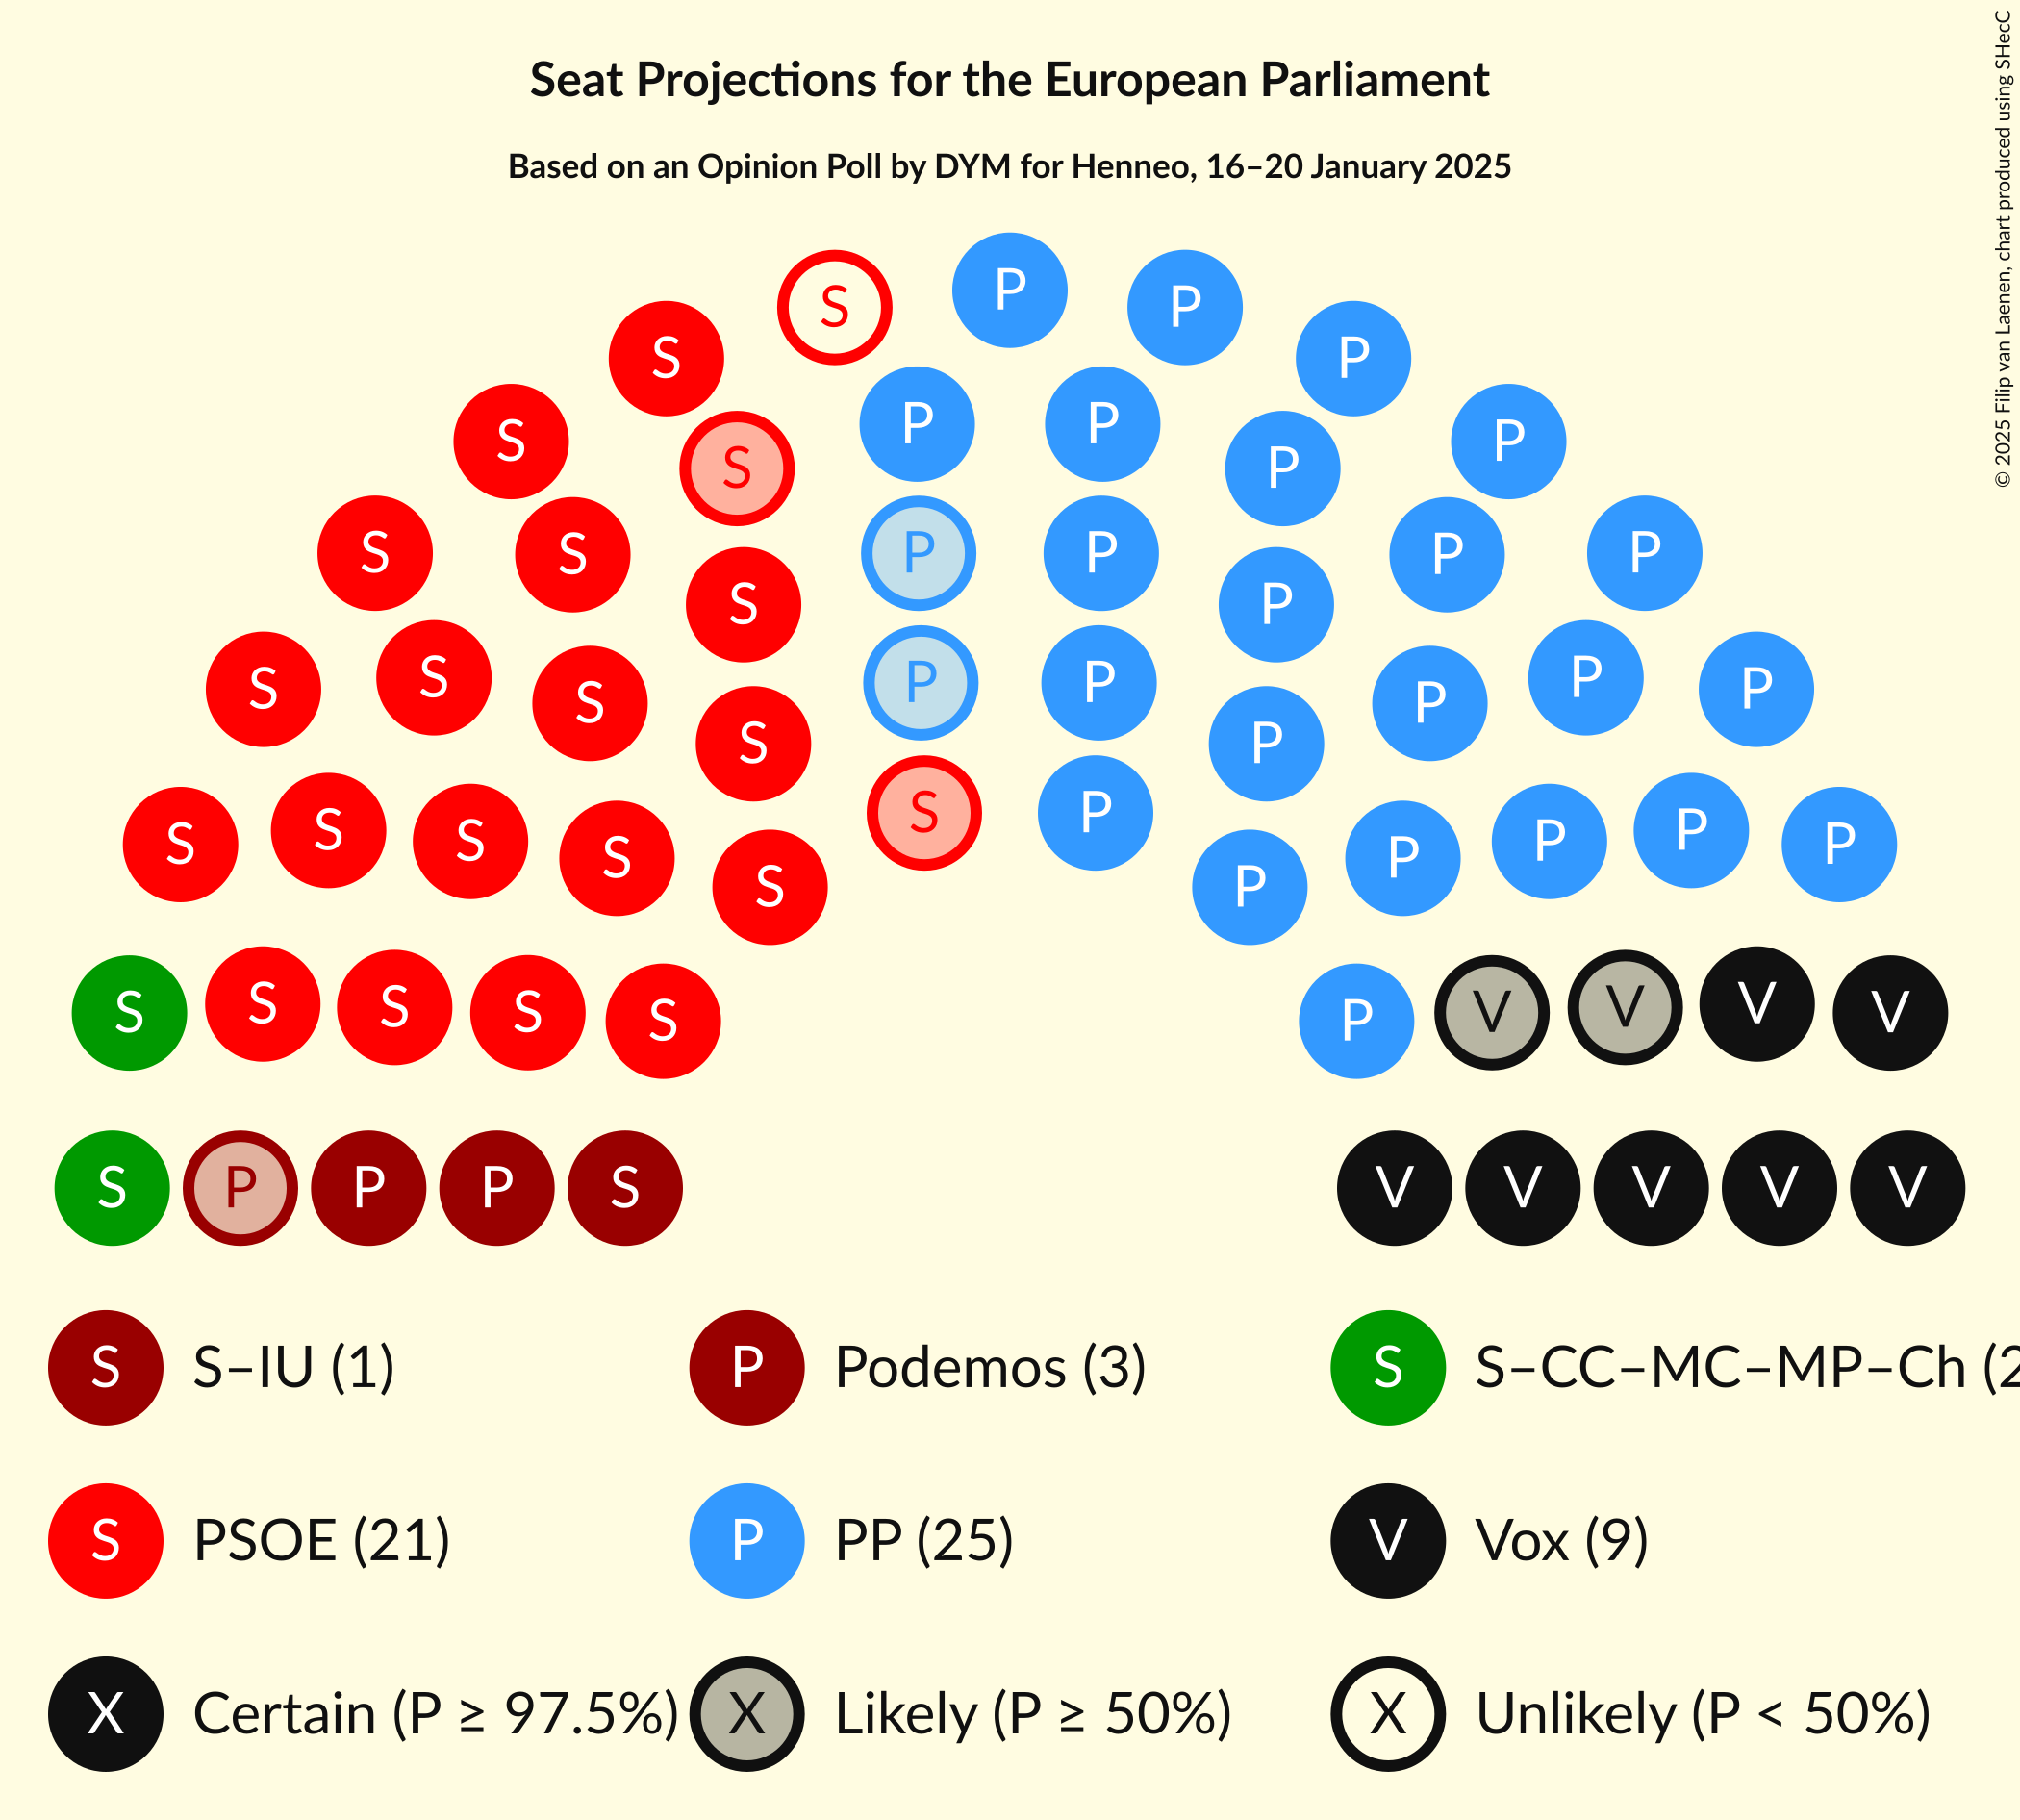 Seat Projections for the European Parliament
Based on an Opinion Poll by DYM for Henneo, 16–20 January 2025
© 2025 Filip van Laenen, chart produced using SHecC
S P P
S P
S S P P P
S P
S S P P P
S S P P
S S P P P
S S P P
S S P P
S P
S S P P
S S P P
S S P P
S S S S S P V V V V
S P P P S V V V V V
S S–IU (1) P Podemos (3) S S–CC–MC–MP–Ch (2
S PSOE (21) P PP (25) V Vox (9)
X Certain (P ≥ 97.5%) X Likely (P ≥ 50%) X Unlikely (P < 50%)